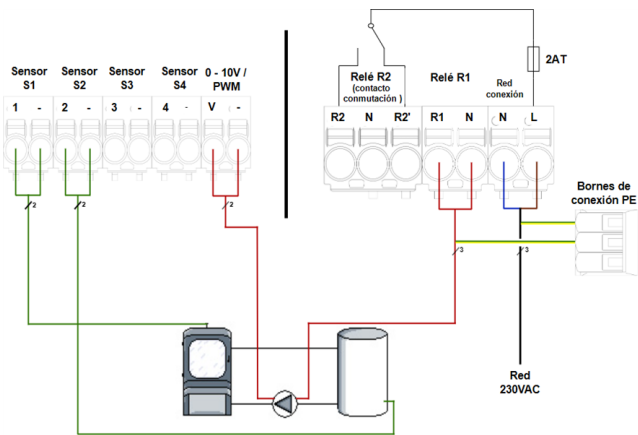 Sensor S1
Sensor S2
Sensor S3
Sensor S4
0 - 10V / PWM
1 -
2 -
3 -
4 -
V -
2
2
2
Relé R2
(contacto
conmutación )
Relé R1
Red
conexión
2AT
R2 N R2'
R1 N
N L
Bornes de
conexión PE
3
3
Red
230VAC